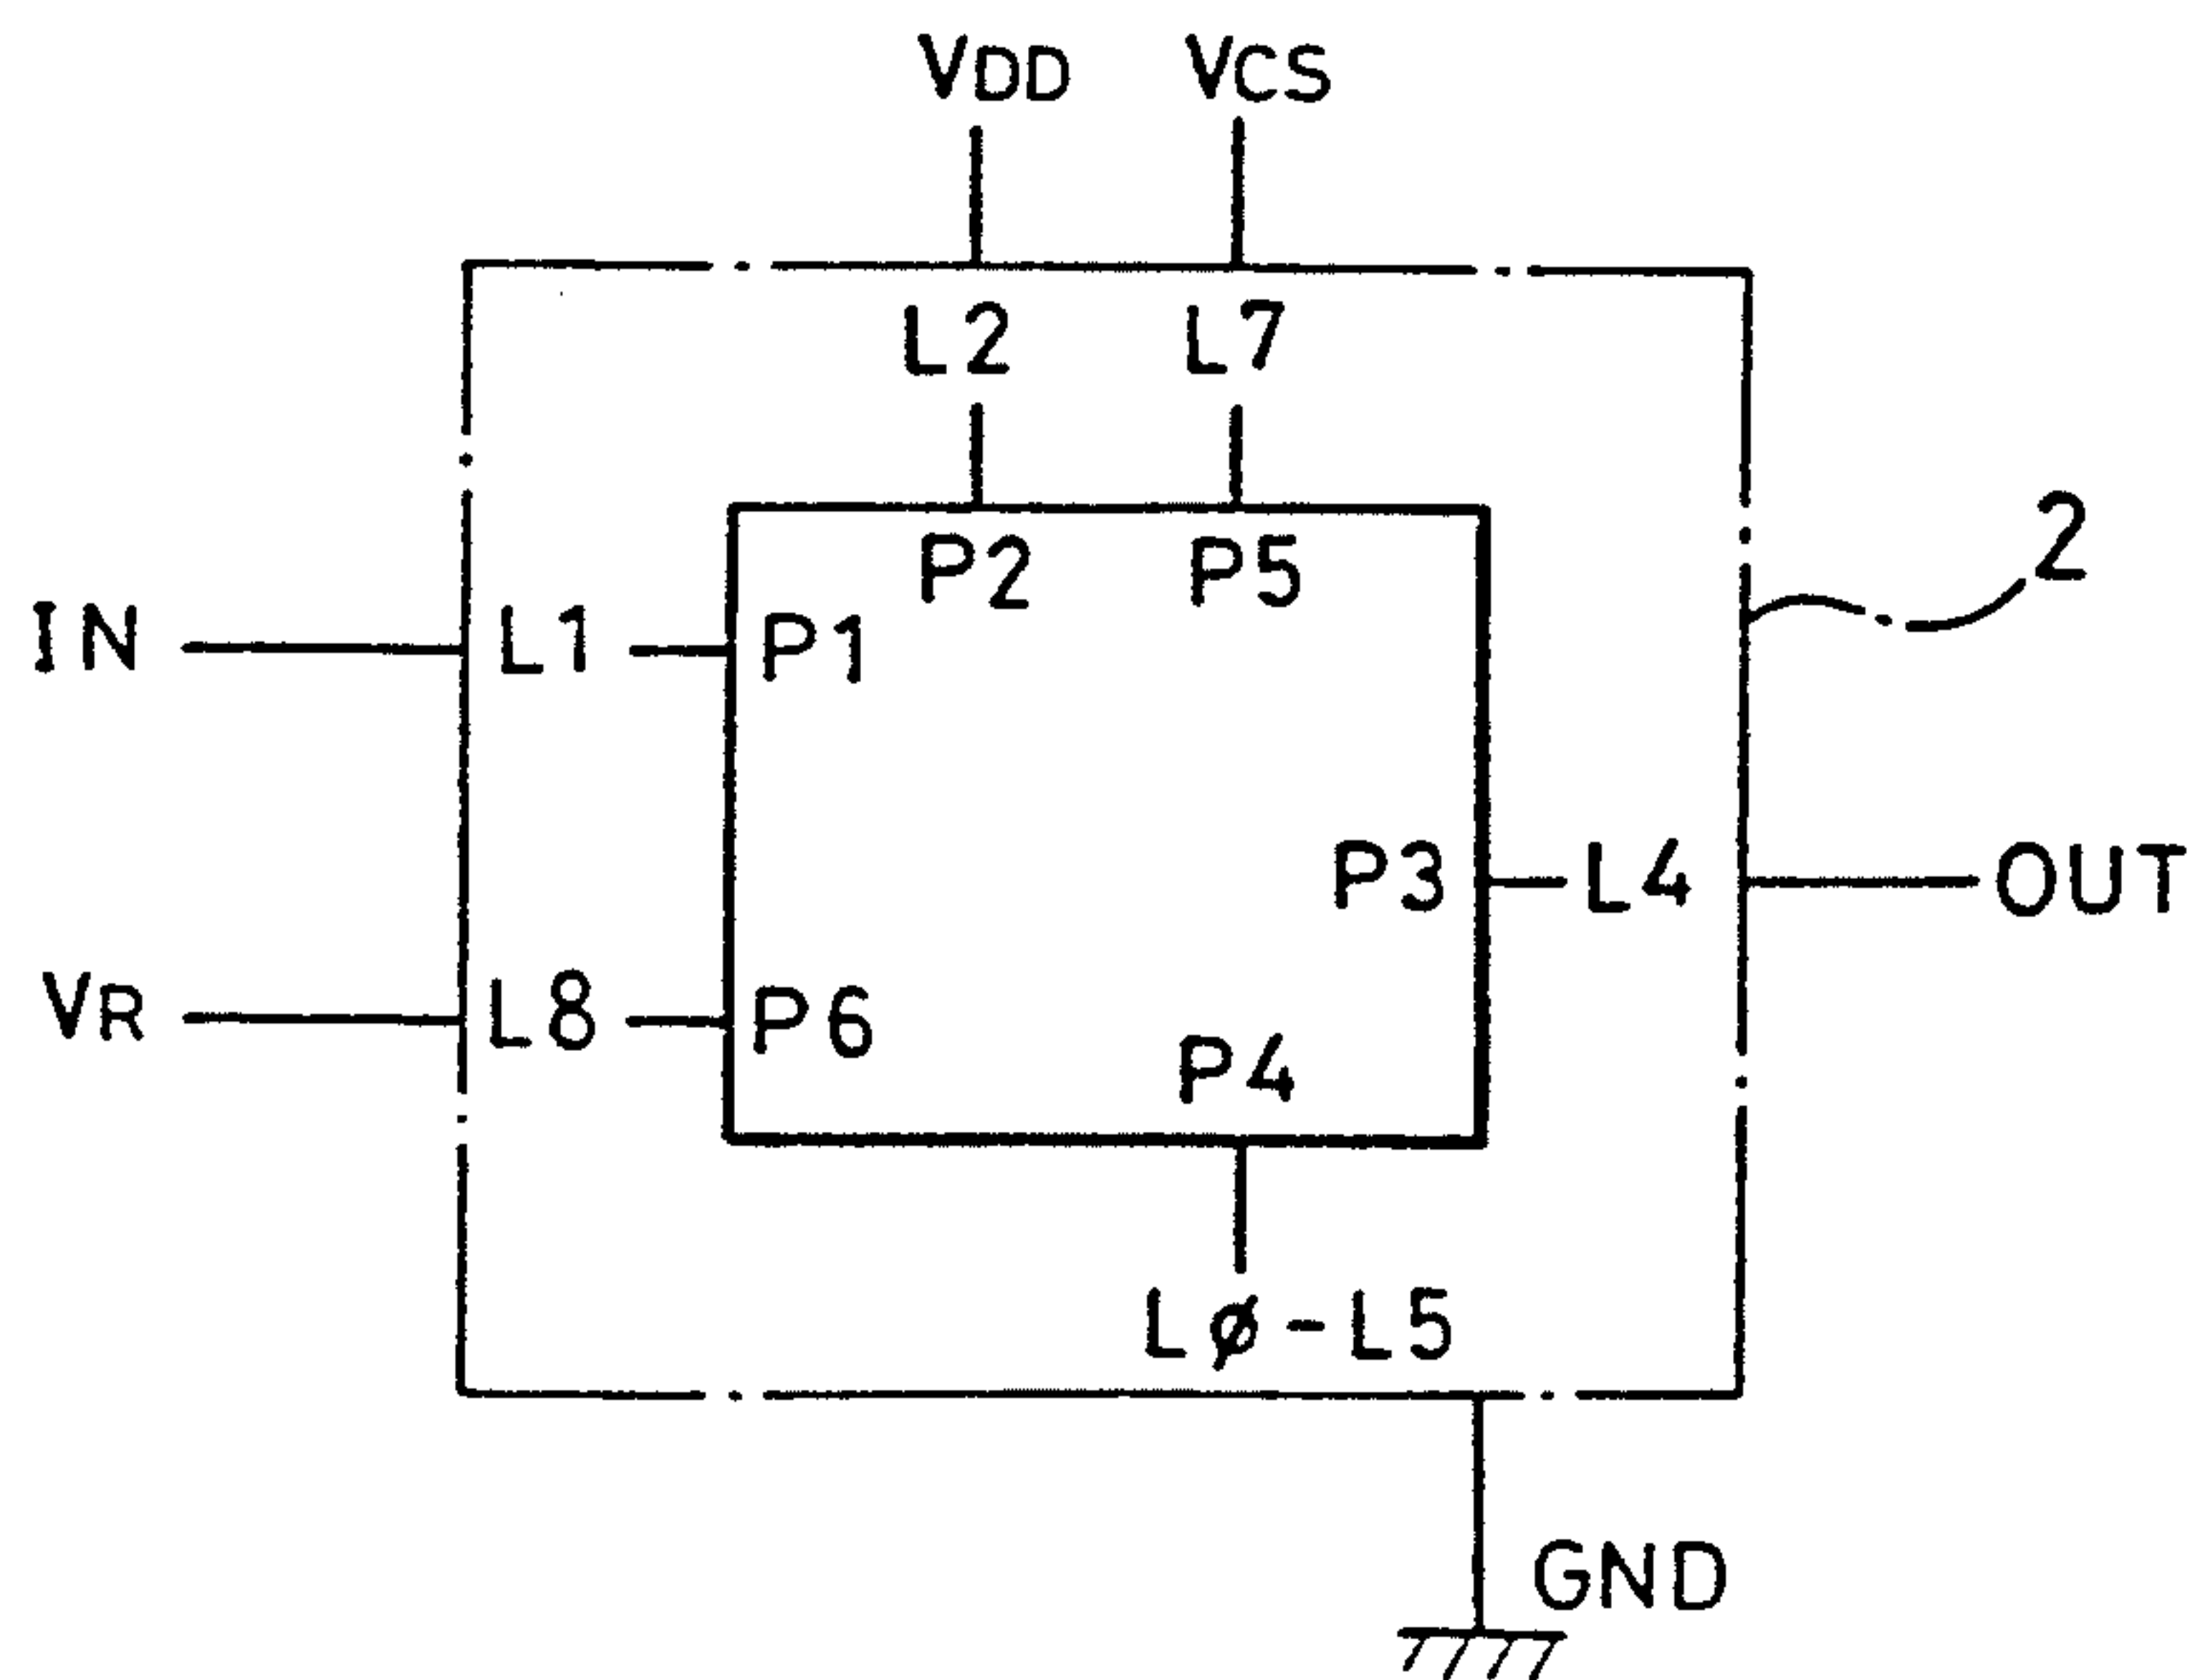 VDD VCS
L2 L7
2
P2 P5
IN L1 P1
P3 L4 OUT
VR L8 P6
P4
Lø-L5
GND